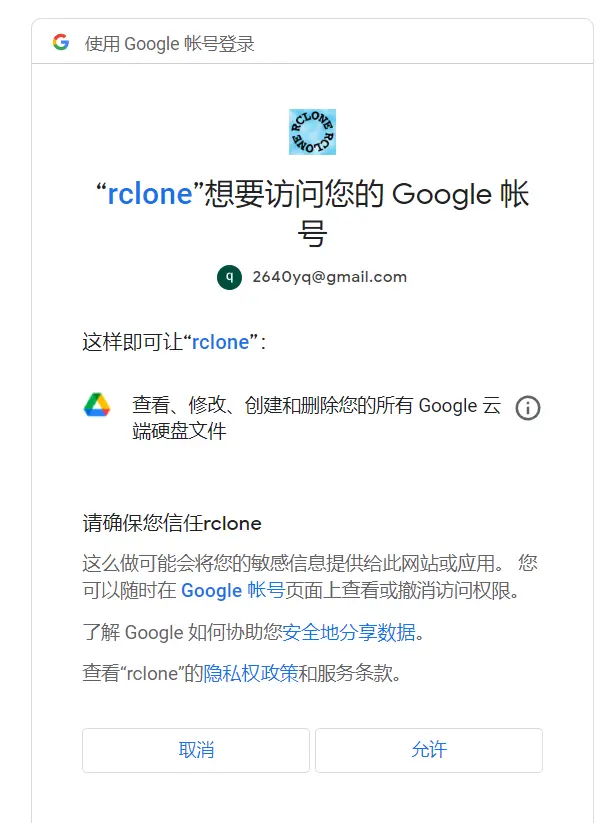 使用 Google 帐号登录
RCLONE RCLONE
“rclone”想要访问您的 Google 帐
号
q 2640yq@gmail.com
这样即可让“rclone”：
查看、修改、创建和删除您的所有 Google 云
端硬盘文件
请确保您信任rclone
这么做可能会将您的敏感信息提供给此网站或应用。 您
可以随时在 Google 帐号页面上查看或撤消访问权限。
了解 Google 如何协助您安全地分享数据。
查看“rclone”的隐私权政策和服务条款。
取消 允许